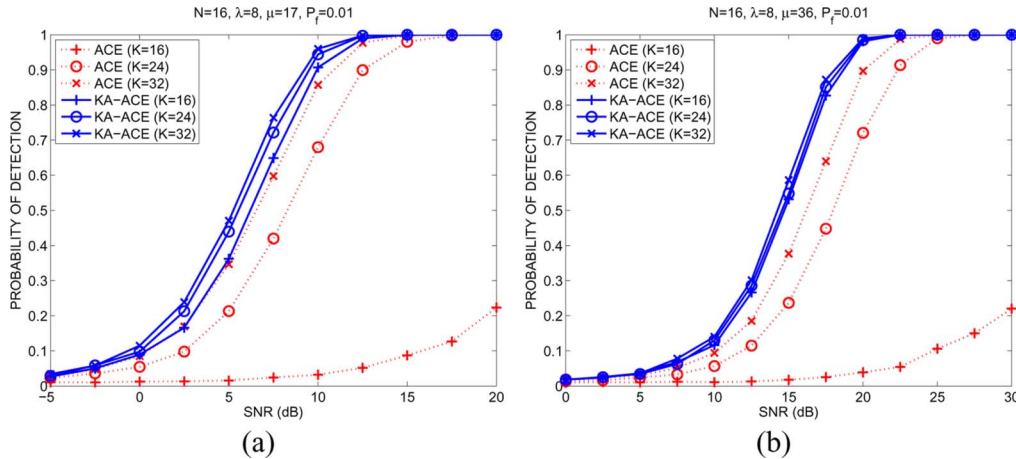 N=16, λ=8, μ=17, P_f=0.01
1
0.9
0.8
0.7
0.6
0.5
0.4
0.3
0.2
0.1
0
PROBABILITY OF DETECTION
ACE (K=16)
ACE (K=24)
ACE (K=32)
KA−ACE (K=16)
KA−ACE (K=24)
KA−ACE (K=32)
−5 0 5 10 15 20
SNR (dB)
(a)
N=16, λ=8, μ=36, P_f=0.01
1
0.9
0.8
0.7
0.6
0.5
0.4
0.3
0.2
0.1
0
PROBABILITY OF DETECTION
ACE (K=16)
ACE (K=24)
ACE (K=32)
KA−ACE (K=16)
KA−ACE (K=24)
KA−ACE (K=32)
0 5 10 15 20 25 30
SNR (dB)
(b)